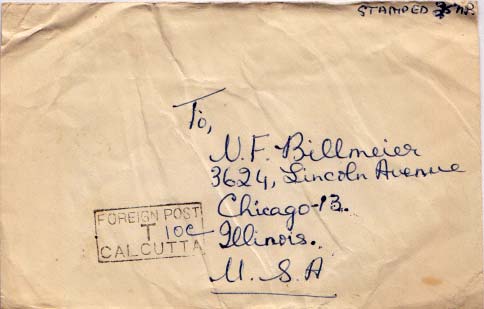 STAMPED 75 NP.
To,
N. F. Billmeier
3624, Lincoln Avenue
Chicago-13.
Illinois.
U. S. A
FOREIGN POST
T 10c
CALCUTTA